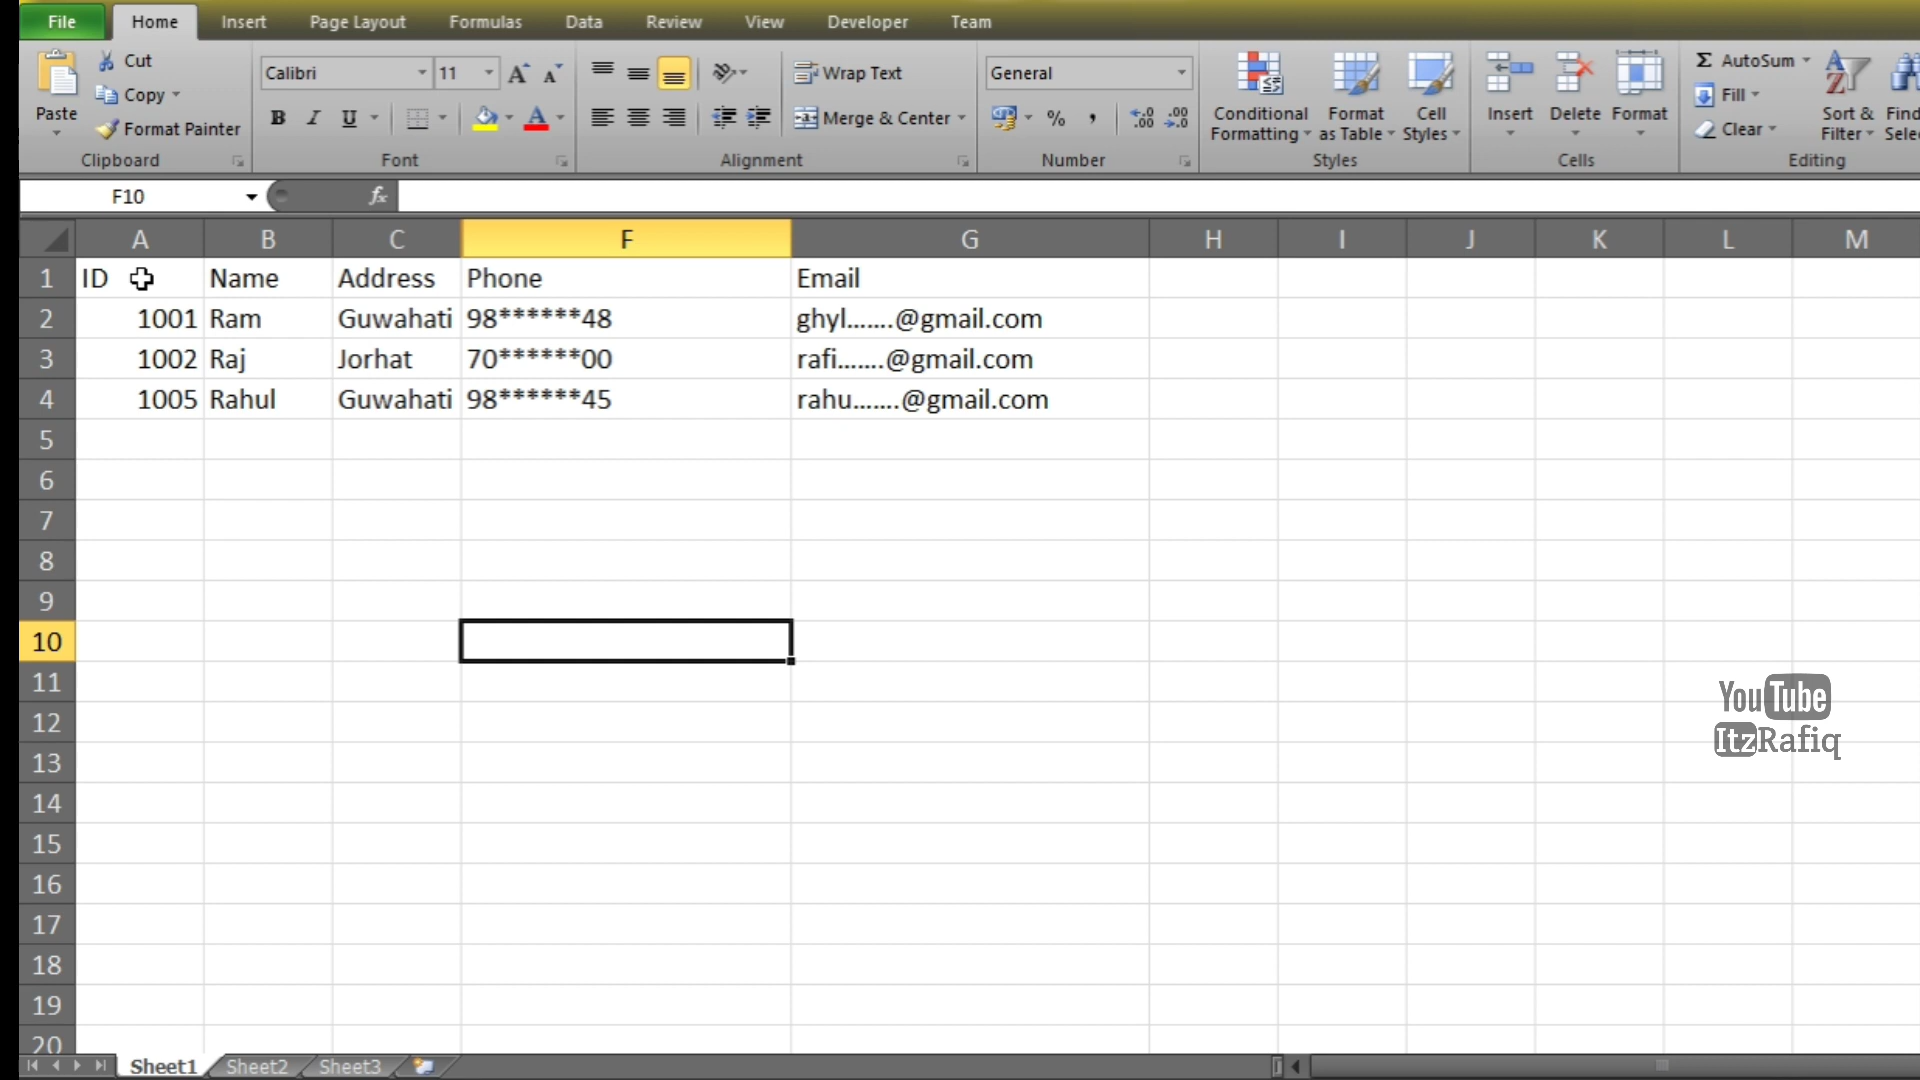 File Home Insert Page Layout Formulas Data Review View Developer Team
Cut
Copy
Format Painter
Paste
Clipboard
Calibri 11
B I U
Font
Wrap Text
Merge & Center
Alignment
General
% ,
Number
Conditional Formatting
Format as Table
Cell Styles
Styles
Insert Delete Format
Cells
Σ AutoSum
Fill
Clear
Sort & Filter
Editing
F10 fx
A B C F G H I J K L M
1 ID Name Address Phone Email
2 1001 Ram Guwahati 98******48 ghyl.......@gmail.com
3 1002 Raj Jorhat 70******00 rafi.......@gmail.com
4 1005 Rahul Guwahati 98******45 rahu.......@gmail.com
5
6
7
8
9
10
11
12
13
14
15
16
17
18
19
20
YouTube
ItzRafiq
Sheet1 Sheet2 Sheet3